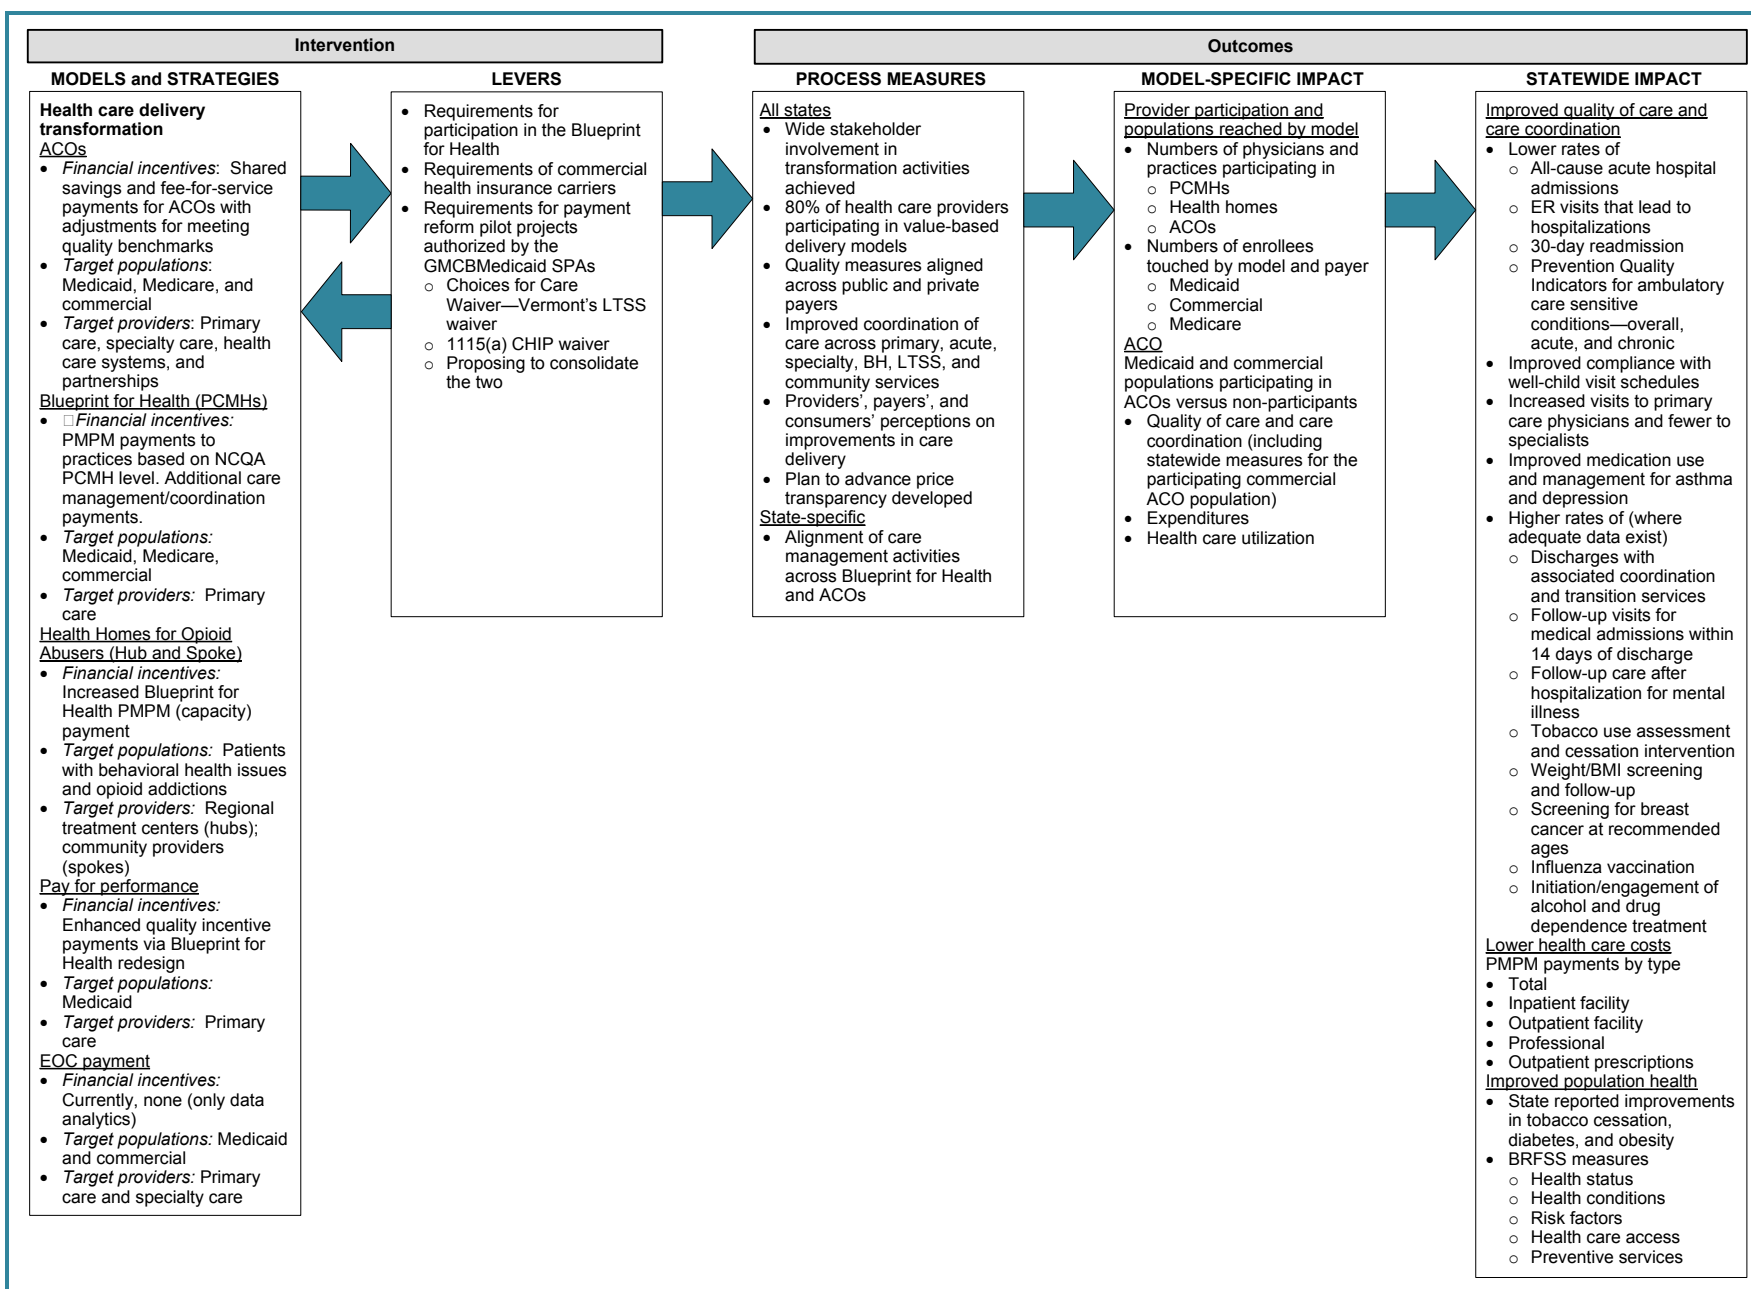 Intervention
Outcomes
MODELS and STRATEGIES
Health care delivery
transformation
ACOs
• Financial incentives: Shared
savings and fee-for-service
payments for ACOs with
adjustments for meeting
quality benchmarks
• Target populations:
Medicaid, Medicare, and
commercial
• Target providers: Primary
care, specialty care, health
care systems, and
partnerships
Blueprint for Health (PCMHs)
• □Financial incentives:
PMPM payments to
practices based on NCQA
PCMH level. Additional care
management/coordination
payments.
• Target populations:
Medicaid, Medicare,
commercial
• Target providers: Primary
care
Health Homes for Opioid
Abusers (Hub and Spoke)
• Financial incentives:
Increased Blueprint for
Health PMPM (capacity)
payment
• Target populations: Patients
with behavioral health issues
and opioid addictions
• Target providers: Regional
treatment centers (hubs);
community providers
(spokes)
Pay for performance
• Financial incentives:
Enhanced quality incentive
payments via Blueprint for
Health redesign
• Target populations:
Medicaid
• Target providers: Primary
care
EOC payment
• Financial incentives:
Currently, none (only data
analytics)
• Target populations: Medicaid
and commercial
• Target providers: Primary
care and specialty care
LEVERS
• Requirements for
participation in the Blueprint
for Health
• Requirements of commercial
health insurance carriers
• Requirements for payment
reform pilot projects
authorized by the
GMCBMedicaid SPAs
○ Choices for Care
Waiver—Vermont's LTSS
waiver
○ 1115(a) CHIP waiver
○ Proposing to consolidate
the two
PROCESS MEASURES
All states
• Wide stakeholder
involvement in
transformation activities
achieved
• 80% of health care providers
participating in value-based
delivery models
• Quality measures aligned
across public and private
payers
• Improved coordination of
care across primary, acute,
specialty, BH, LTSS, and
community services
• Providers', payers', and
consumers' perceptions on
improvements in care
delivery
• Plan to advance price
transparency developed
State-specific
• Alignment of care
management activities
across Blueprint for Health
and ACOs
MODEL-SPECIFIC IMPACT
Provider participation and
populations reached by model
• Numbers of physicians and
practices participating in
○ PCMHs
○ Health homes
○ ACOs
• Numbers of enrollees
touched by model and payer
○ Medicaid
○ Commercial
○ Medicare
ACO
Medicaid and commercial
populations participating in
ACOs versus non-participants
• Quality of care and care
coordination (including
statewide measures for the
participating commercial
ACO population)
• Expenditures
• Health care utilization
STATEWIDE IMPACT
Improved quality of care and
care coordination
• Lower rates of
○ All-cause acute hospital
admissions
○ ER visits that lead to
hospitalizations
○ 30-day readmission
○ Prevention Quality
Indicators for ambulatory
care sensitive
conditions—overall,
acute, and chronic
• Improved compliance with
well-child visit schedules
• Increased visits to primary
care physicians and fewer to
specialists
• Improved medication use
and management for asthma
and depression
• Higher rates of (where
adequate data exist)
○ Discharges with
associated coordination
and transition services
○ Follow-up visits for
medical admissions within
14 days of discharge
○ Follow-up care after
hospitalization for mental
illness
○ Tobacco use assessment
and cessation intervention
○ Weight/BMI screening
and follow-up
○ Screening for breast
cancer at recommended
ages
○ Influenza vaccination
○ Initiation/engagement of
alcohol and drug
dependence treatment
Lower health care costs
PMPM payments by type
• Total
• Inpatient facility
• Outpatient facility
• Professional
• Outpatient prescriptions
Improved population health
• State reported improvements
in tobacco cessation,
diabetes, and obesity
• BRFSS measures
○ Health status
○ Health conditions
○ Risk factors
○ Health care access
○ Preventive services